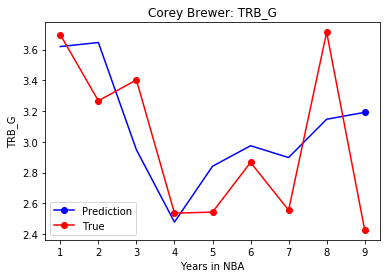 Corey Brewer: TRB_G
TRB_G
3.6
3.4
3.2
3.0
2.8
2.6
2.4
Prediction
True
1 2 3 4 5 6 7 8 9
Years in NBA